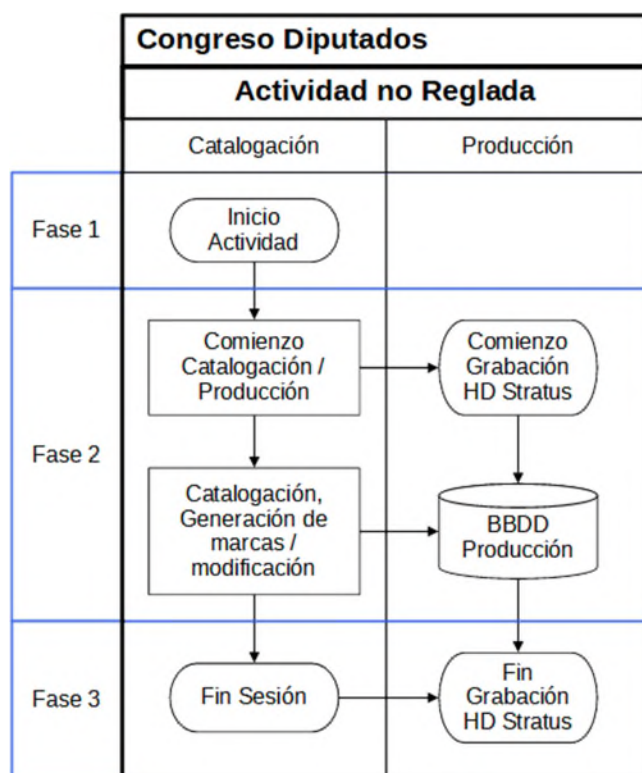 Congreso Diputados
Actividad no Reglada
Catalogación
Producción
Fase 1
Inicio
Actividad
Fase 2
Comienzo
Catalogación /
Producción
Comienzo
Grabación
HD Stratus
Catalogación,
Generación de
marcas /
modificación
BBDD
Producción
Fase 3
Fin Sesión
Fin
Grabación
HD Stratus